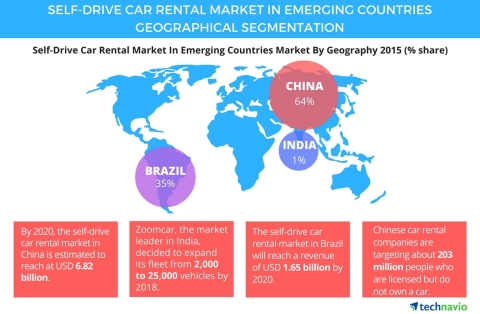 SELF-DRIVE CAR RENTAL MARKET IN EMERGING COUNTRIES
GEOGRAPHICAL SEGMENTATION
Self-Drive Car Rental Market In Emerging Countries Market By Geography 2015 (% share)
CHINA
64%
INDIA
1%
BRAZIL
35%
By 2020, the self-drive
car rental market in
China is estimated to
reach at USD 6.82
billion.
Zoomcar, the market
leader in India,
decided to expand
its fleet from 2,000
to 25,000 vehicles by
2018.
The self-drive car
rental market in Brazil
will reach a revenue
of USD 1.65 billion by
2020.
Chinese car rental
companies are
targeting about 203
million people who
are licensed but do
not own a car.
technavio